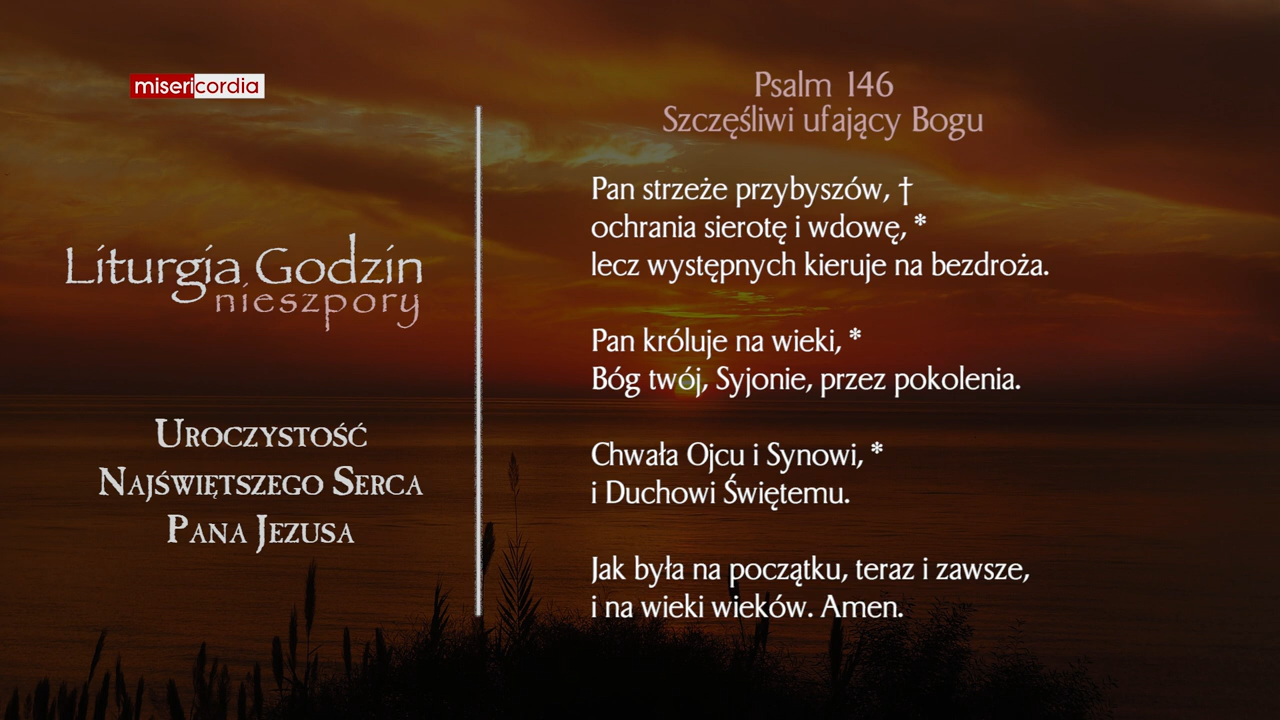 misericordia
Liturgia Godzin
nieszpory
Uroczystość
Najświętszego Serca
Pana Jezusa
Psalm 146
Szczęśliwi ufający Bogu
Pan strzeże przybyszów, †
ochrania sierotę i wdowę, *
lecz występnych kieruje na bezdroża.
Pan króluje na wieki, *
Bóg twój, Syjonie, przez pokolenia.
Chwała Ojcu i Synowi, *
i Duchowi Świętemu.
Jak była na początku, teraz i zawsze,
i na wieki wieków. Amen.